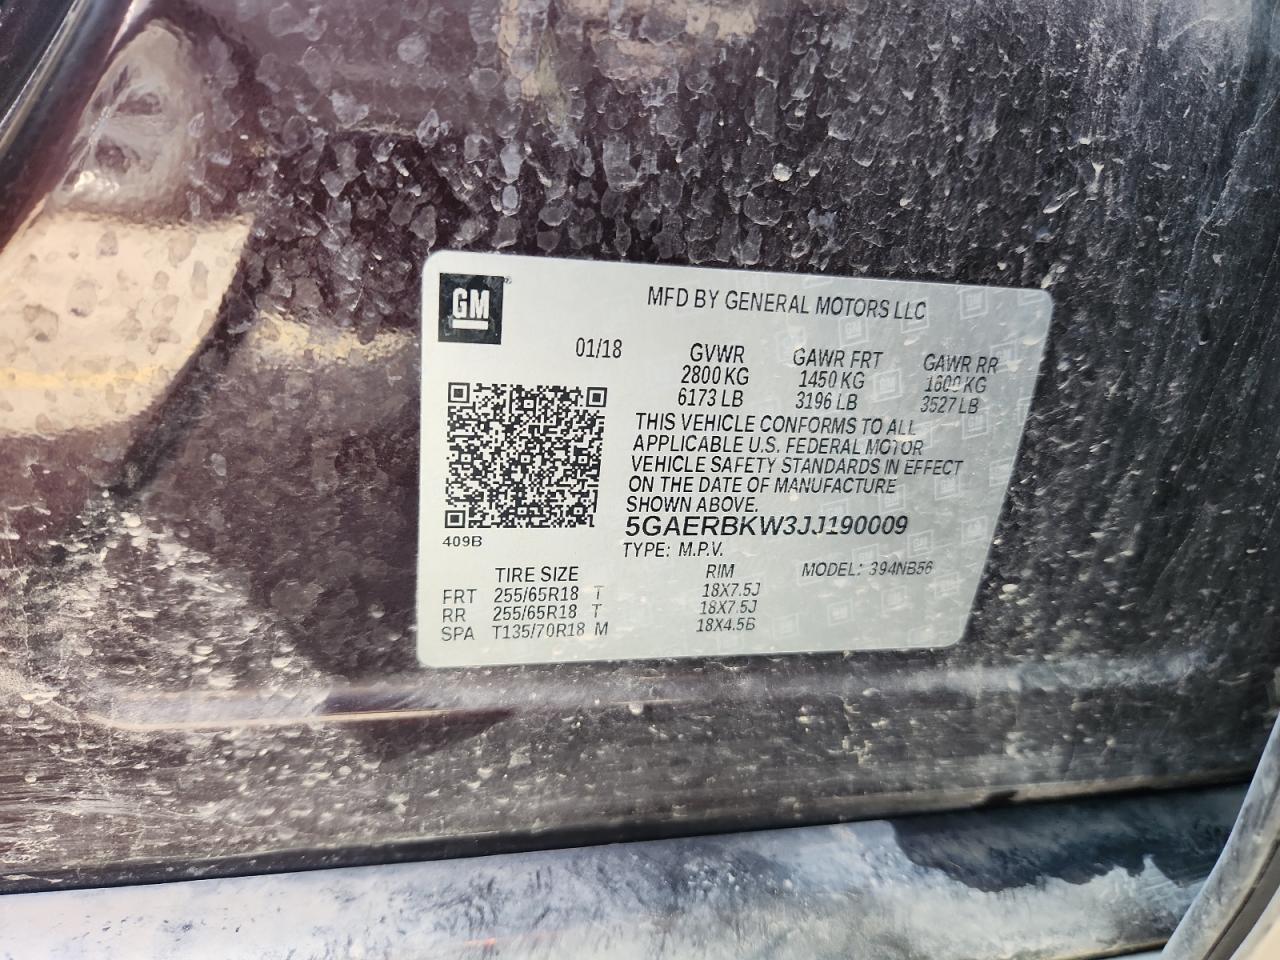 GM
MFD BY GENERAL MOTORS LLC
01/18 GVWR GAWR FRT GAWR RR
2800 KG 1450 KG 1600 KG
6173 LB 3196 LB 3527 LB
THIS VEHICLE CONFORMS TO ALL
APPLICABLE U.S. FEDERAL MOTOR
VEHICLE SAFETY STANDARDS IN EFFECT
ON THE DATE OF MANUFACTURE
SHOWN ABOVE.
5GAERBKW3JJ190009
409B
TYPE: M.P.V. MODEL: 394NB56
TIRE SIZE RIM
FRT 255/65R18 T 18X7.5J
RR 255/65R18 T 18X7.5J
SPA T135/70R18 M 18X4.5B